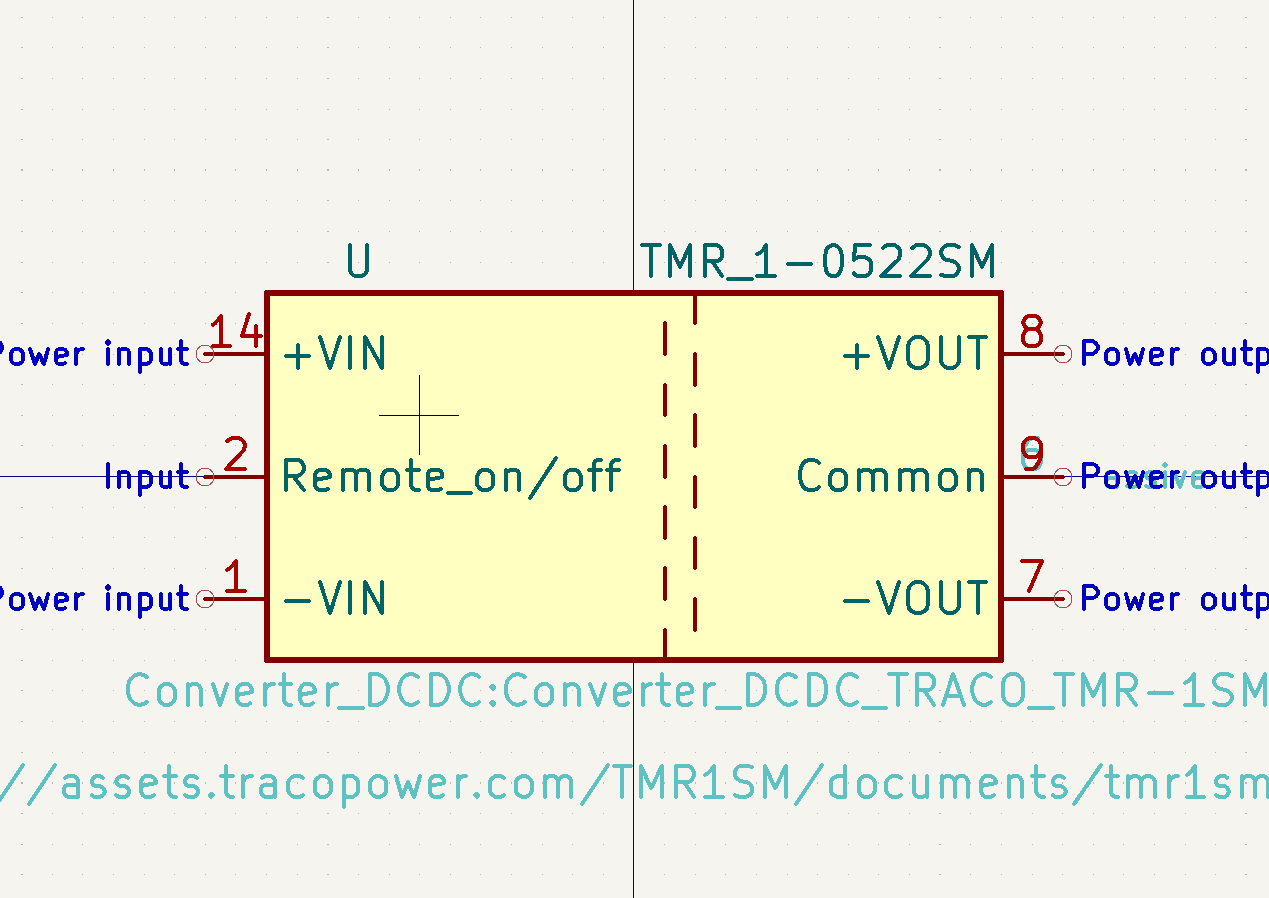 U TMR_1-0522SM
14 8
Power input +VIN +VOUT Power outp
2 9
Input Remote_on/off Common Power outp
1 7
Power input -VIN -VOUT Power outp
Converter_DCDC:Converter_DCDC_TRACO_TMR-1SM
//assets.tracopower.com/TMR1SM/documents/tmr1sm